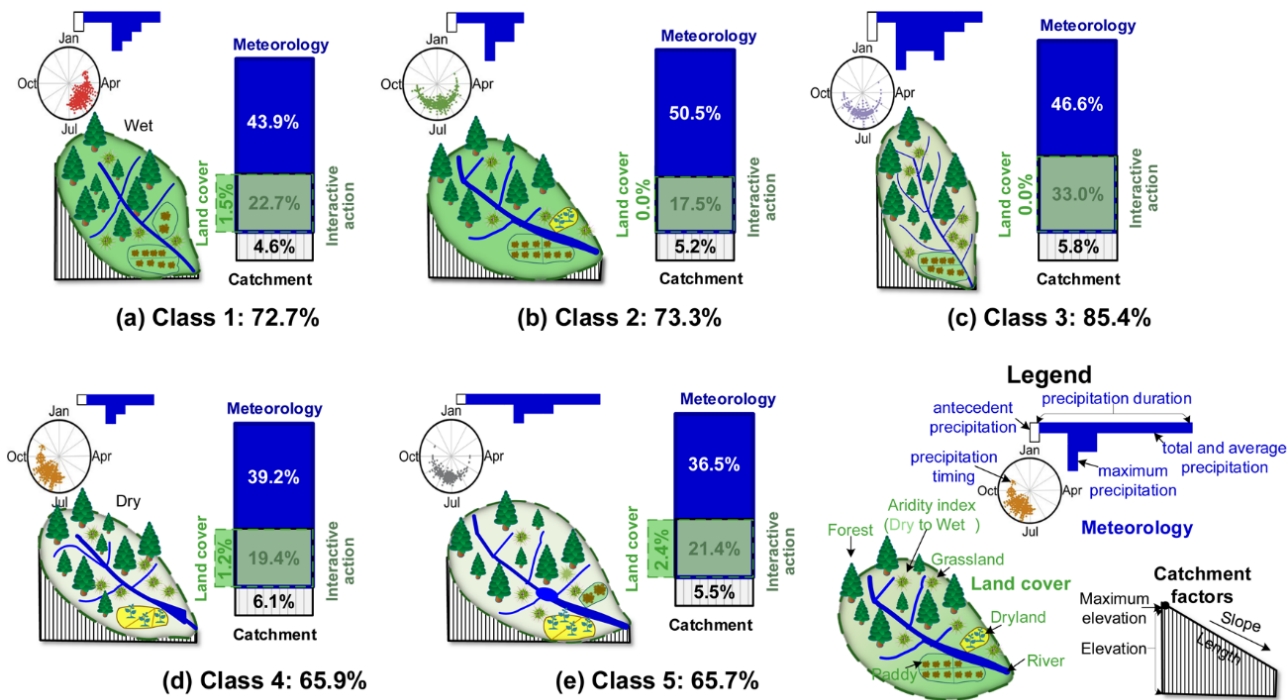 Jan
Oct
Apr
Jul
Wet
Meteorology
43.9%
Land cover
1.5%
22.7%
Interactive
action
4.6%
Catchment
(a) Class 1: 72.7%
Jan
Oct
Apr
Jul
Meteorology
50.5%
Land cover
0.0%
17.5%
Interactive
action
5.2%
Catchment
(b) Class 2: 73.3%
Jan
Oct
Apr
Jul
Meteorology
46.6%
Land cover
0.0%
33.0%
Interactive
action
5.8%
Catchment
(c) Class 3: 85.4%
Jan
Oct
Apr
Jul
Dry
Meteorology
39.2%
Land cover
1.2%
19.4%
Interactive
action
6.1%
Catchment
(d) Class 4: 65.9%
Jan
Oct
Apr
Jul
Meteorology
36.5%
Land cover
2.4%
21.4%
Interactive
action
5.5%
Catchment
(e) Class 5: 65.7%
Legend
antecedent
precipitation
precipitation duration
Jan
total and average
precipitation
precipitation
timing
maximum
precipitation
Oct
Apr
Jul
Meteorology
Aridity index
(Dry to Wet )
Forest
Grassland
Land cover
Dryland
Paddy
River
Catchment
factors
Maximum
elevation
Slope
Length
Elevation